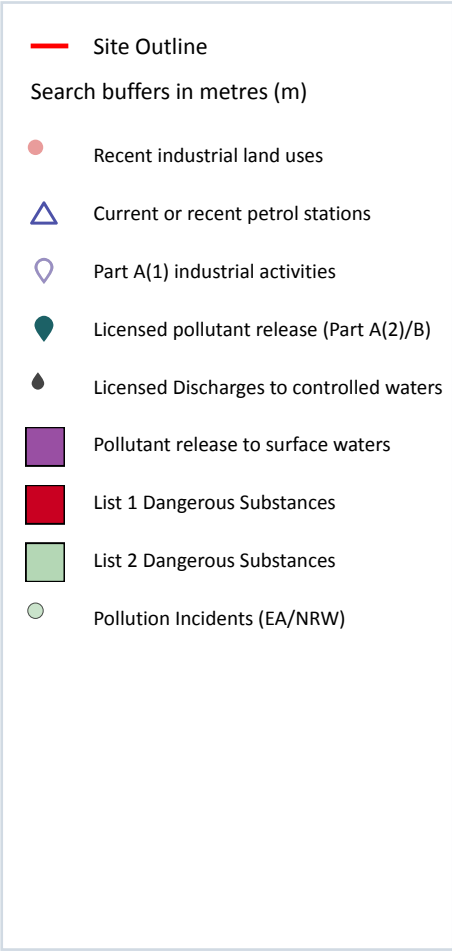 Site Outline
Search buffers in metres (m)
Recent industrial land uses
Current or recent petrol stations
Part A(1) industrial activities
Licensed pollutant release (Part A(2)/B)
Licensed Discharges to controlled waters
Pollutant release to surface waters
List 1 Dangerous Substances
List 2 Dangerous Substances
Pollution Incidents (EA/NRW)